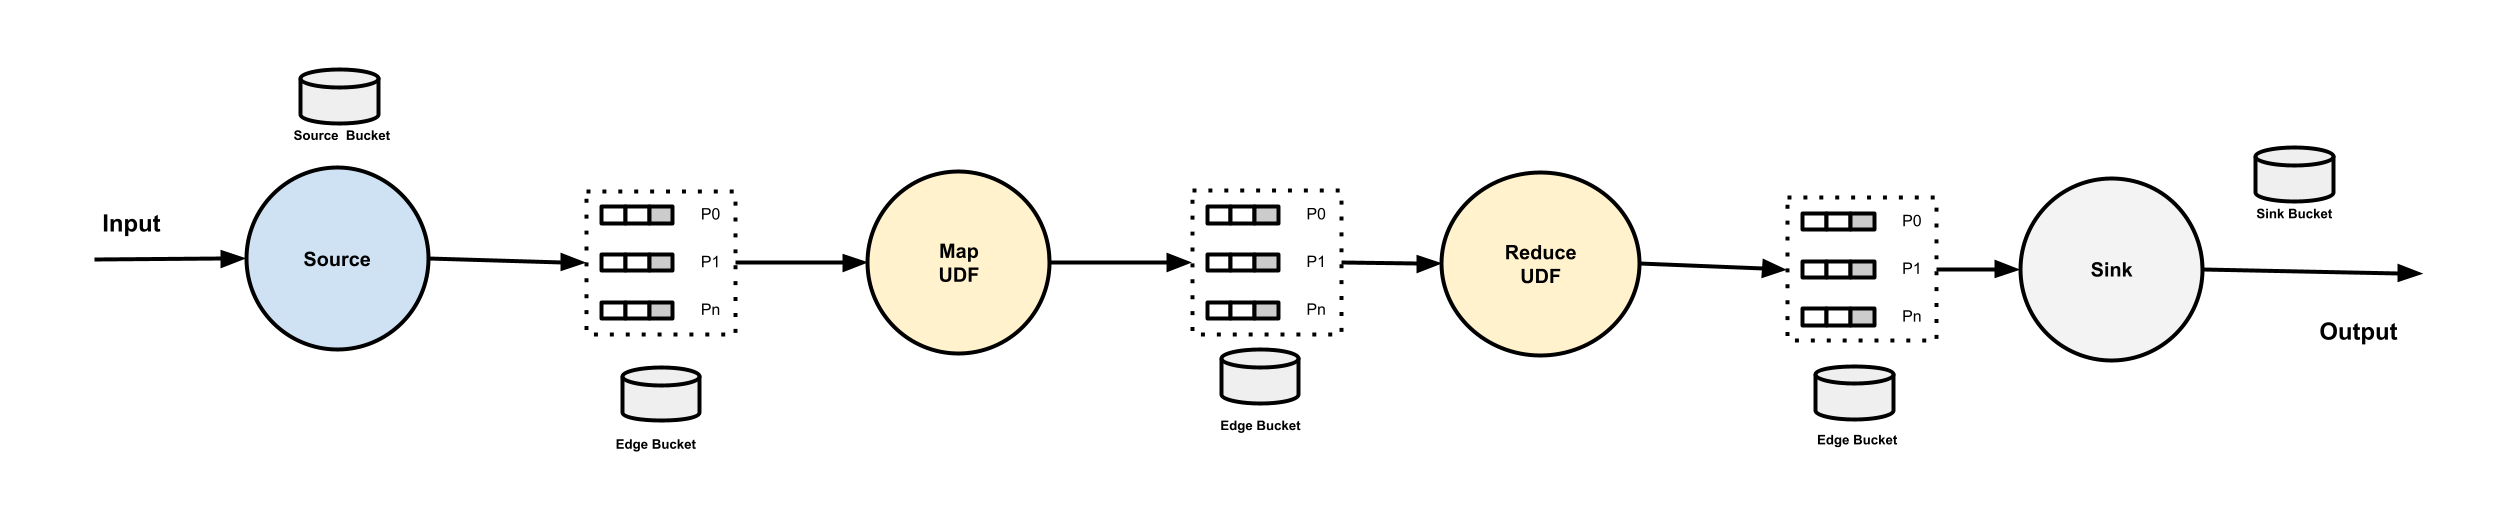 Source Bucket
Input
Source
P0
P1
Pn
Edge Bucket
Map
UDF
P0
P1
Pn
Edge Bucket
Reduce
UDF
P0
P1
Pn
Edge Bucket
Sink
Sink Bucket
Output